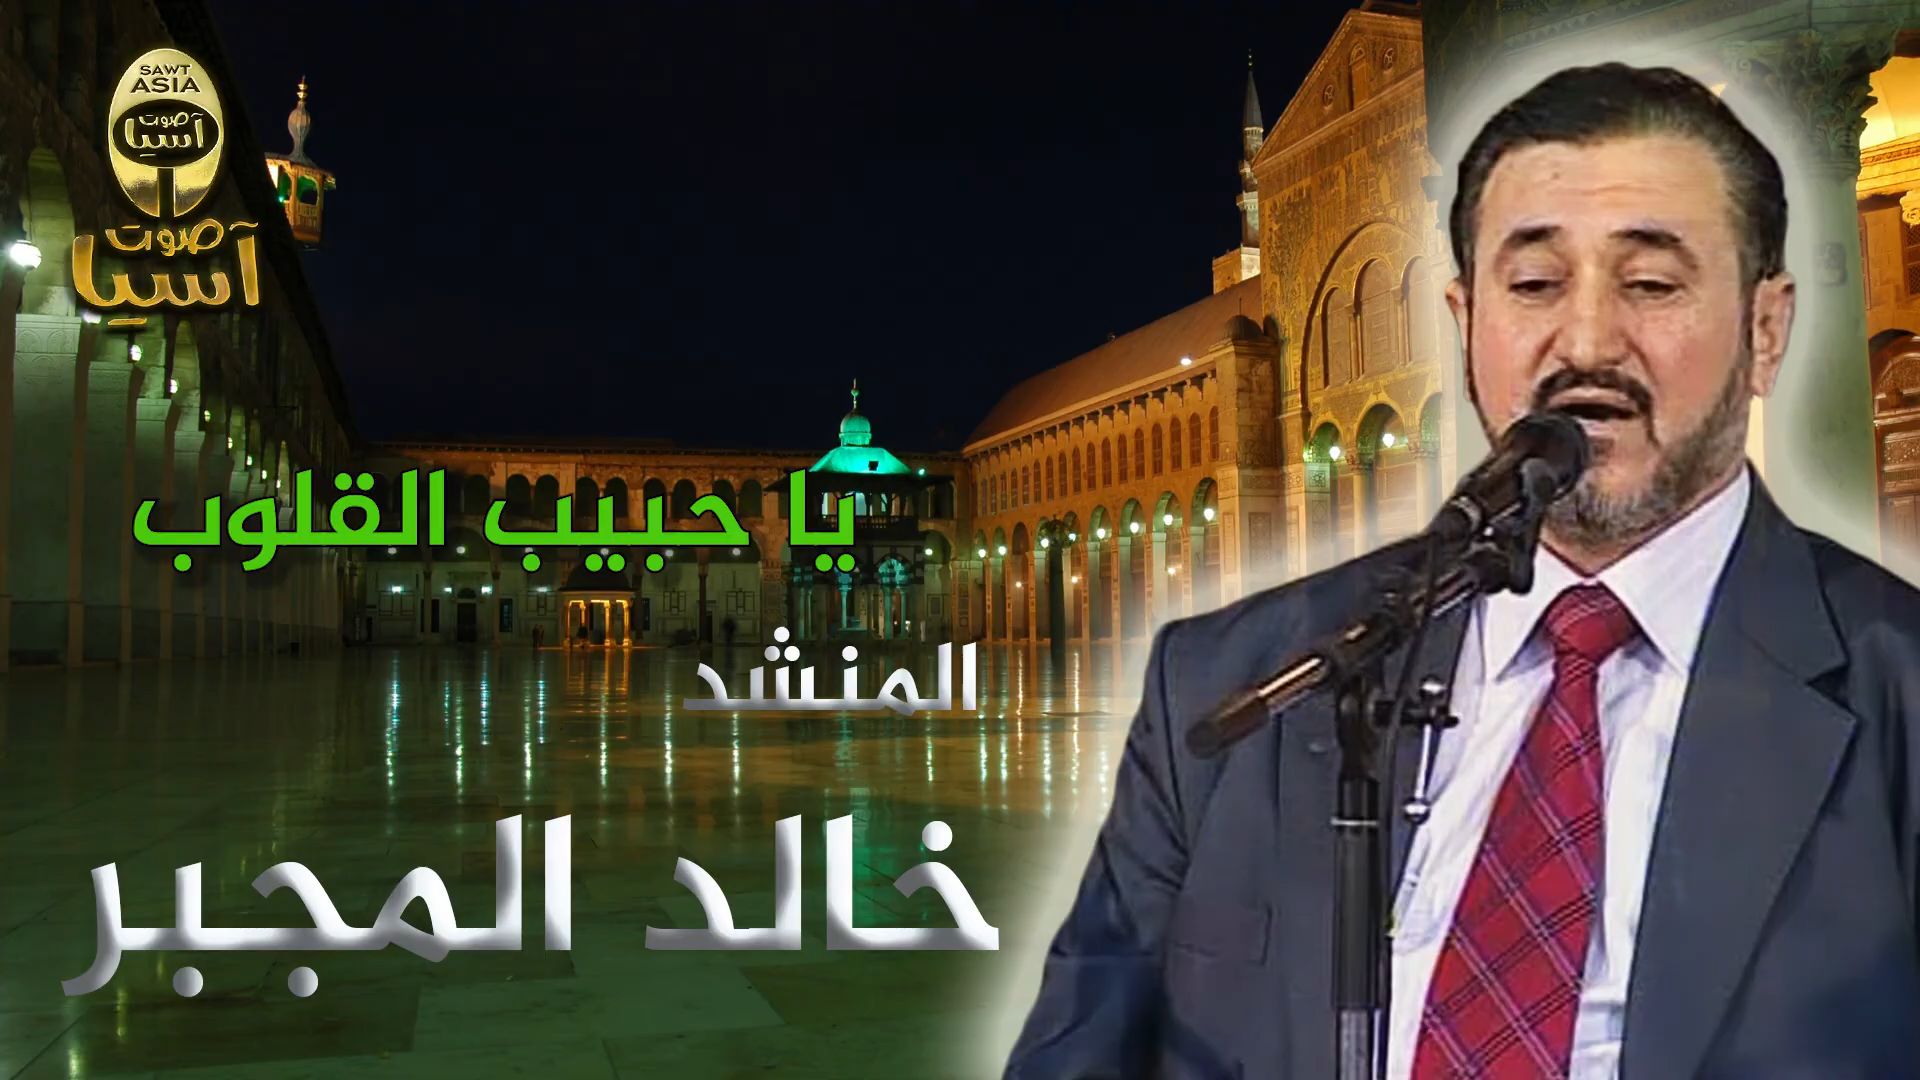 SAWT
ASIA
صوت
آسيا
صوت
آسيا
يا حبيب القلوب
المنشد
خالد المجبر